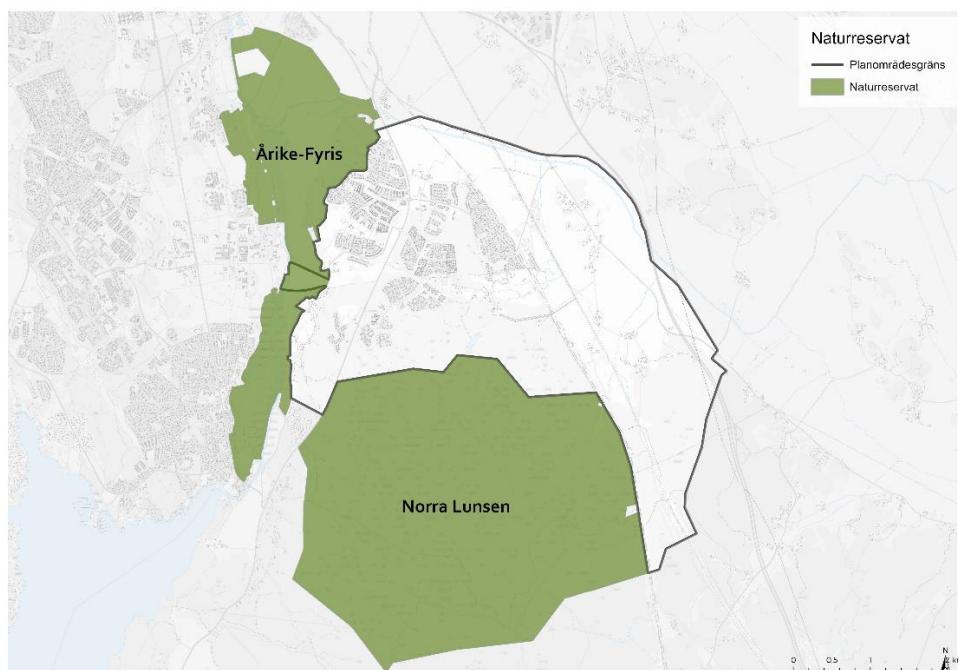 Naturreservat
Planområdesgräns
Naturreservat
Årike-Fyris
Norra Lunsen
N
0 0.5 1